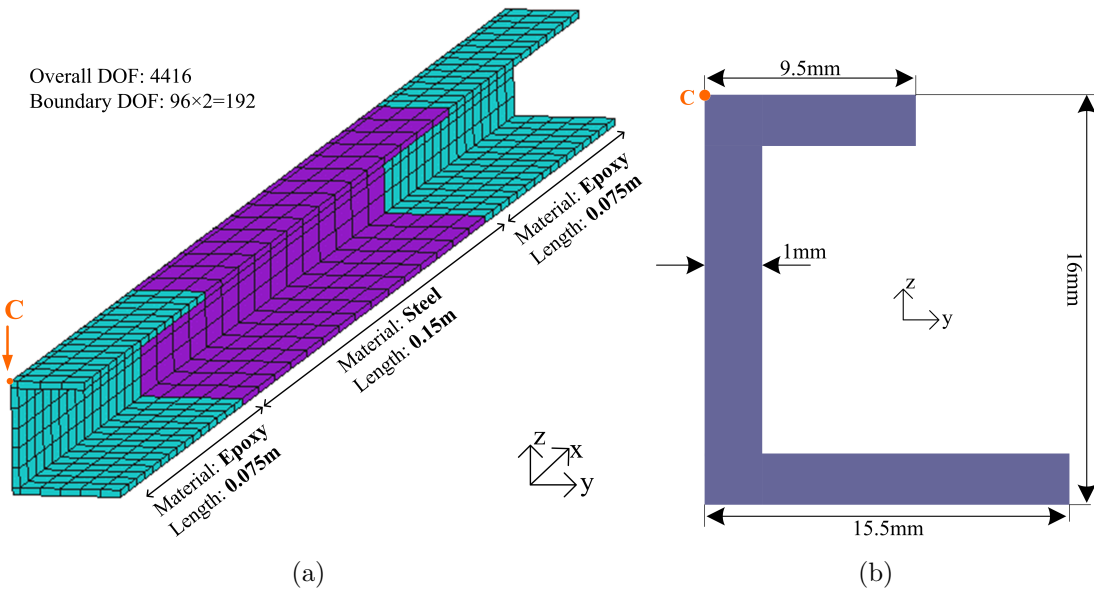 Overall DOF: 4416
Boundary DOF: 96×2=192
C
Material: Epoxy
Length: 0.075m
Material: Steel
Length: 0.15m
Material: Epoxy
Length: 0.075m
z
x
y
(a)
9.5mm
C
1mm
z
y
16mm
15.5mm
(b)